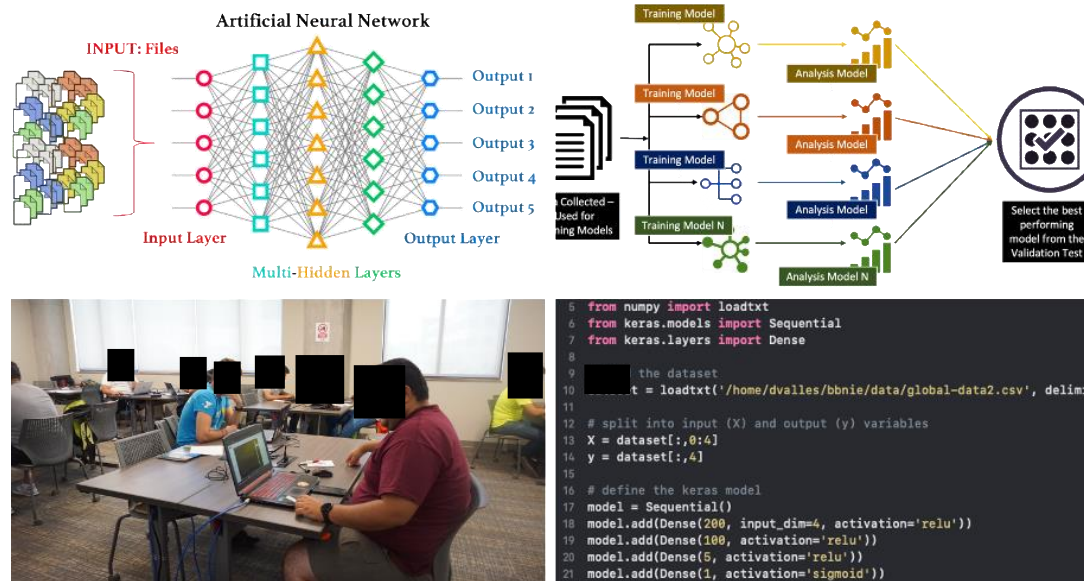 Artificial Neural Network
INPUT: Files
Output 1
Output 2
Output 3
Output 4
Output 5
Input Layer
Output Layer
Multi-Hidden Layers
Training Model
Analysis Model
Training Model
Analysis Model
Training Model
Analysis Model
Training Model N
Analysis Model N
Collected –
Used for
Models
Select the best
performing
model from the
Validation Test
5 from numpy import loadtxt
6 from keras.models import Sequential
7 from keras.layers import Dense
8
9 the dataset
10 t = loadtxt('/home/dvalles/bbnie/data/global-data2.csv', delim
11
12 # split into input (X) and output (y) variables
13 X = dataset[:,0:4]
14 y = dataset[:,4]
15
16 # define the keras model
17 model = Sequential()
18 model.add(Dense(200, input_dim=4, activation='relu'))
19 model.add(Dense(100, activation='relu'))
20 model.add(Dense(5, activation='relu'))
21 model.add(Dense(1, activation='sigmoid'))